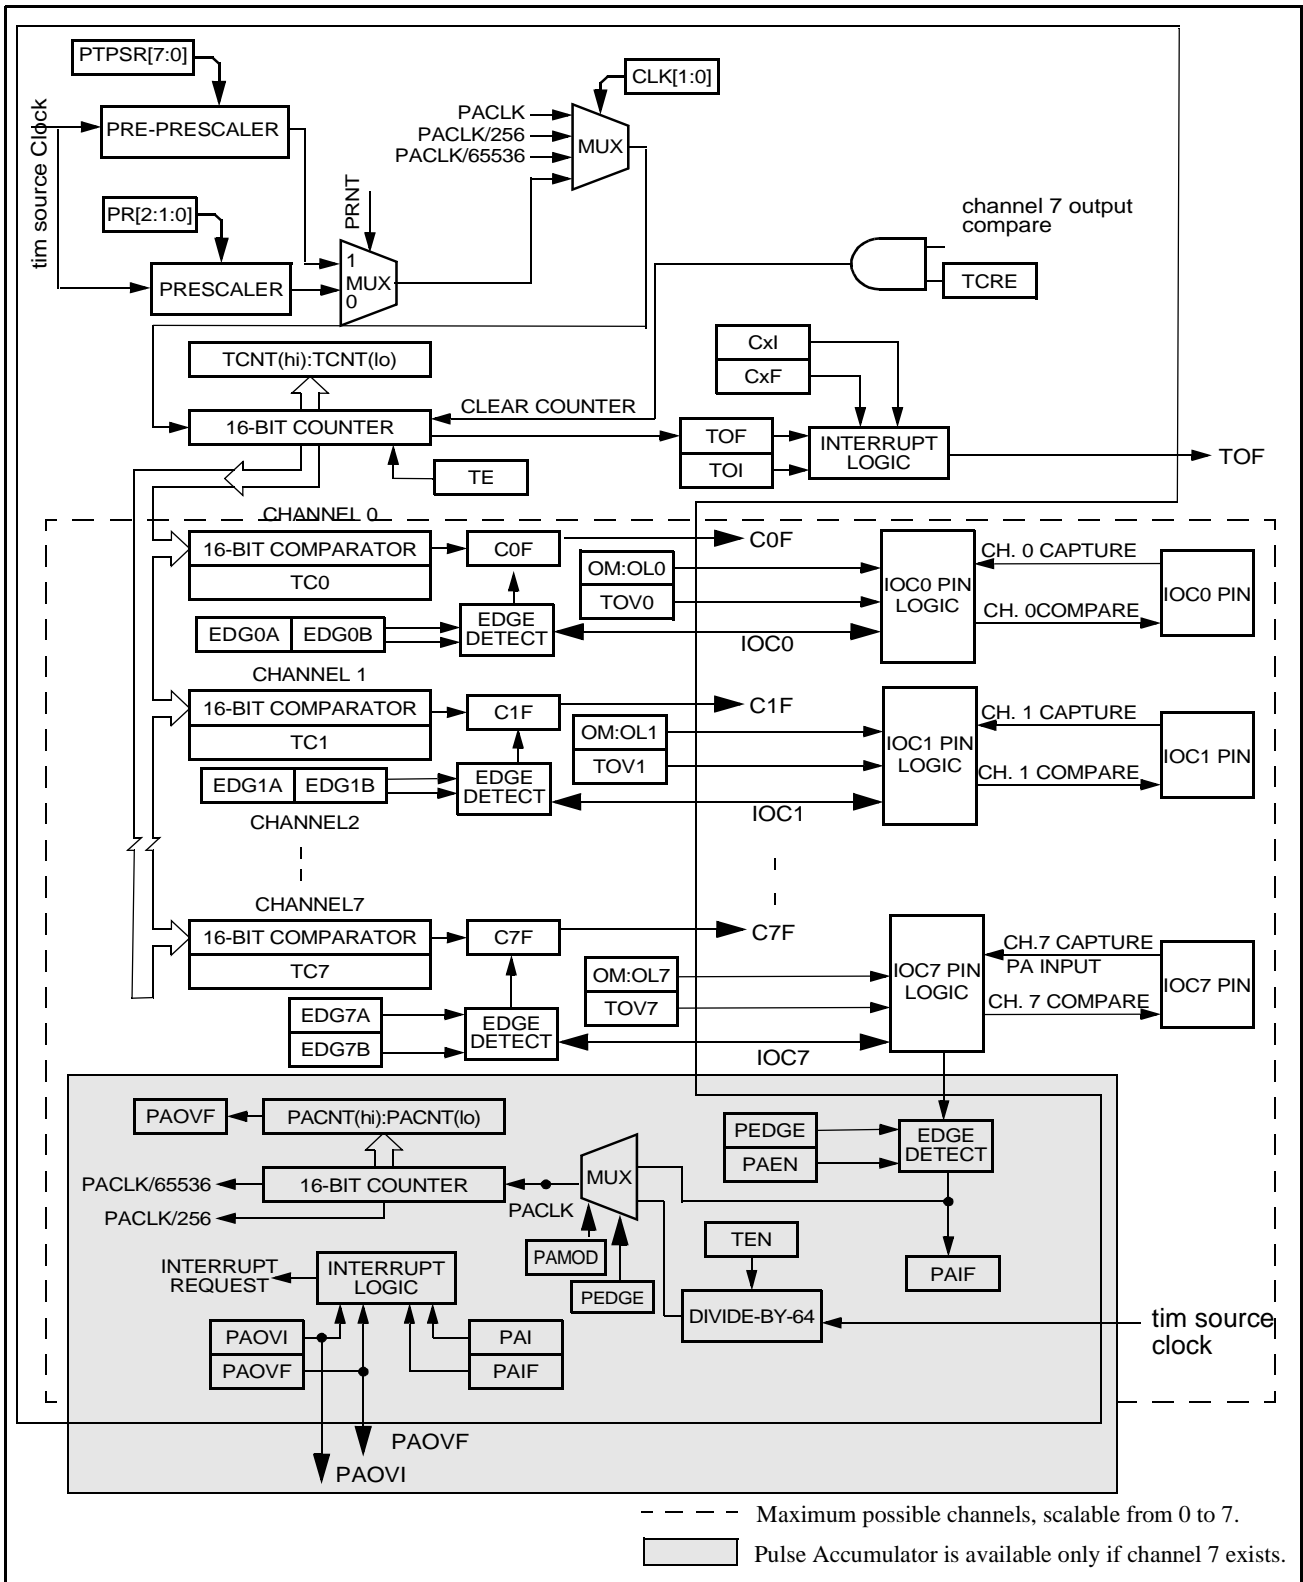 PTPSR[7:0]
CLK[1:0]
tim source Clock
PRE-PRESCALER
PACLK
PACLK/256
PACLK/65536
MUX
PR[2:1:0]
PRNT
channel 7 output
compare
PRESCALER
1
MUX
0
TCRE
TCNT(hi):TCNT(lo)
CxI
CxF
CLEAR COUNTER
16-BIT COUNTER
TOF
TOI
INTERRUPT
LOGIC
TOF
TE
CHANNEL 0
16-BIT COMPARATOR
TC0
C0F
C0F
OM:OL0
TOV0
IOC0 PIN
LOGIC
CH. 0 CAPTURE
CH. 0COMPARE
IOC0 PIN
EDG0A
EDG0B
EDGE
DETECT
IOC0
CHANNEL 1
16-BIT COMPARATOR
TC1
C1F
C1F
OM:OL1
TOV1
IOC1 PIN
LOGIC
CH. 1 CAPTURE
CH. 1 COMPARE
IOC1 PIN
EDG1A
EDG1B
EDGE
DETECT
IOC1
CHANNEL2
CHANNEL7
16-BIT COMPARATOR
TC7
C7F
C7F
OM:OL7
TOV7
IOC7 PIN
LOGIC
CH.7 CAPTURE
PA INPUT
CH. 7 COMPARE
IOC7 PIN
EDG7A
EDG7B
EDGE
DETECT
IOC7
PAOVF
PACNT(hi):PACNT(lo)
PEDGE
PAEN
EDGE
DETECT
PACLK/65536
PACLK/256
16-BIT COUNTER
PACLK
MUX
PAMOD
PEDGE
TEN
PAIF
INTERRUPT
REQUEST
INTERRUPT
LOGIC
DIVIDE-BY-64
tim source
clock
PAOVI
PAOVF
PAI
PAIF
PAOVF
PAOVI
Maximum possible channels, scalable from 0 to 7.
Pulse Accumulator is available only if channel 7 exists.